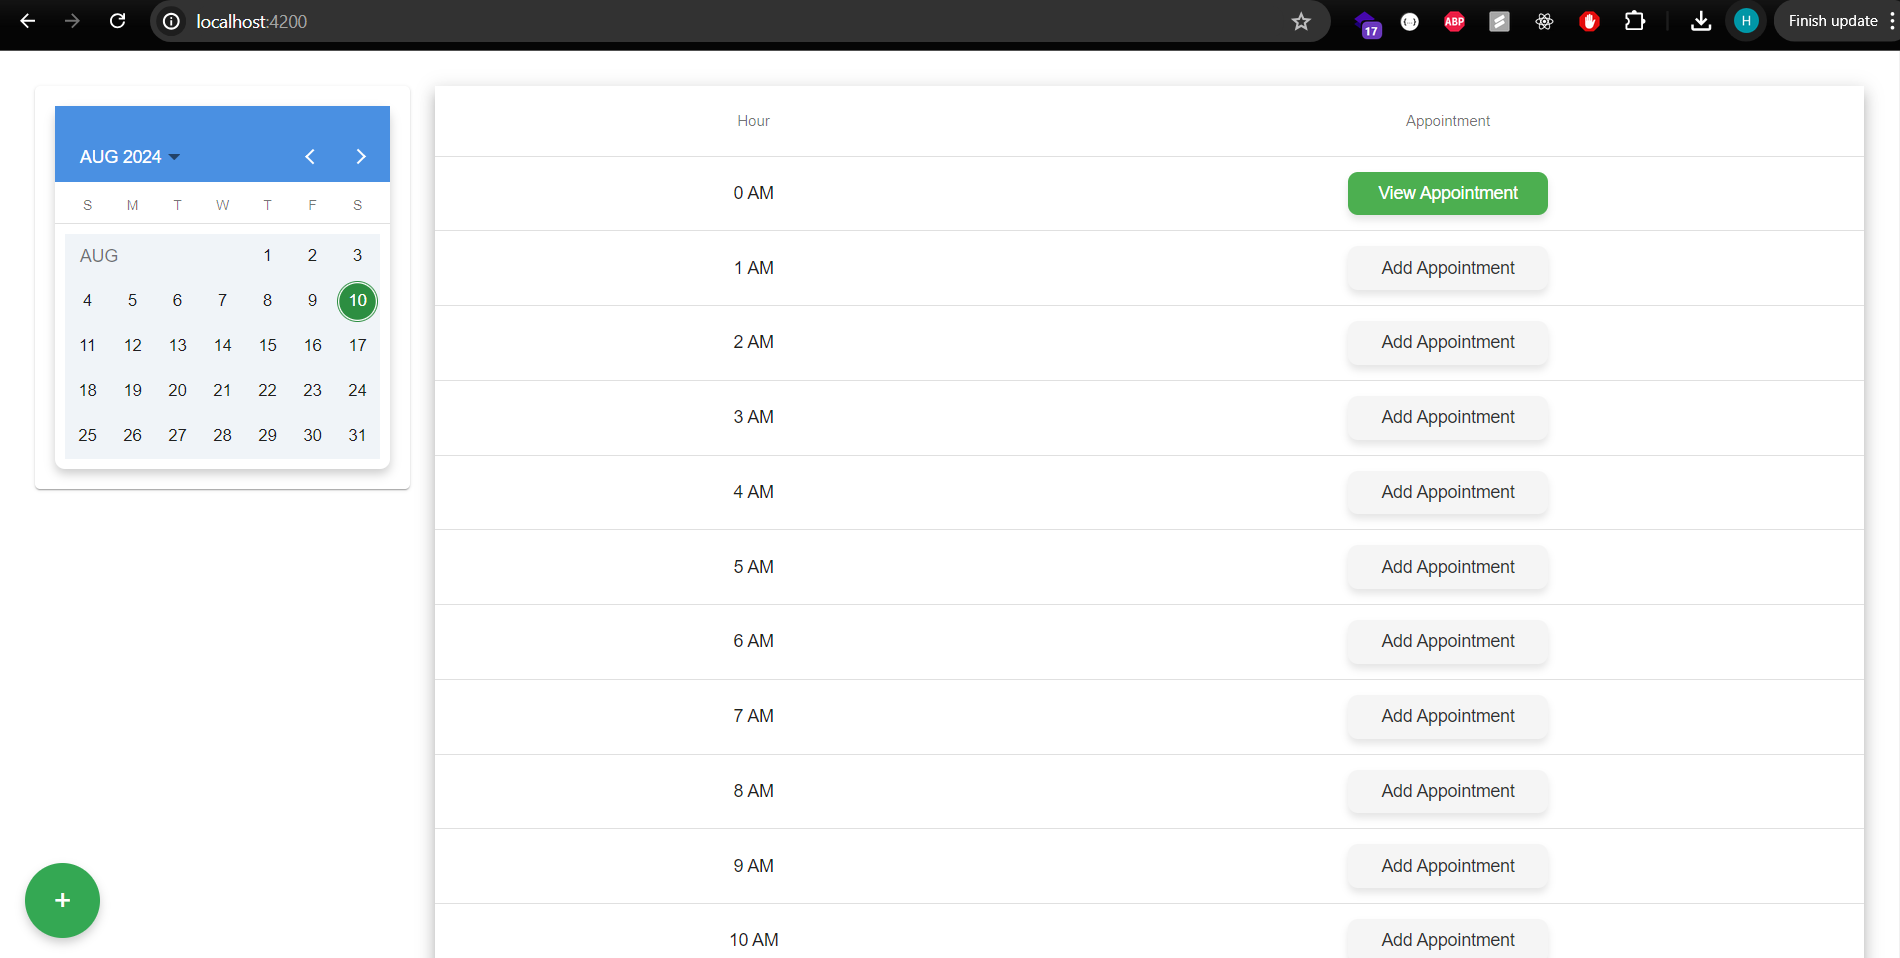 localhost:4200
17
ABP
H
Finish update
AUG 2024
S M T W T F S
AUG 1 2 3
4 5 6 7 8 9 10
11 12 13 14 15 16 17
18 19 20 21 22 23 24
25 26 27 28 29 30 31
+
Hour Appointment
0 AM View Appointment
1 AM Add Appointment
2 AM Add Appointment
3 AM Add Appointment
4 AM Add Appointment
5 AM Add Appointment
6 AM Add Appointment
7 AM Add Appointment
8 AM Add Appointment
9 AM Add Appointment
10 AM Add Appointment